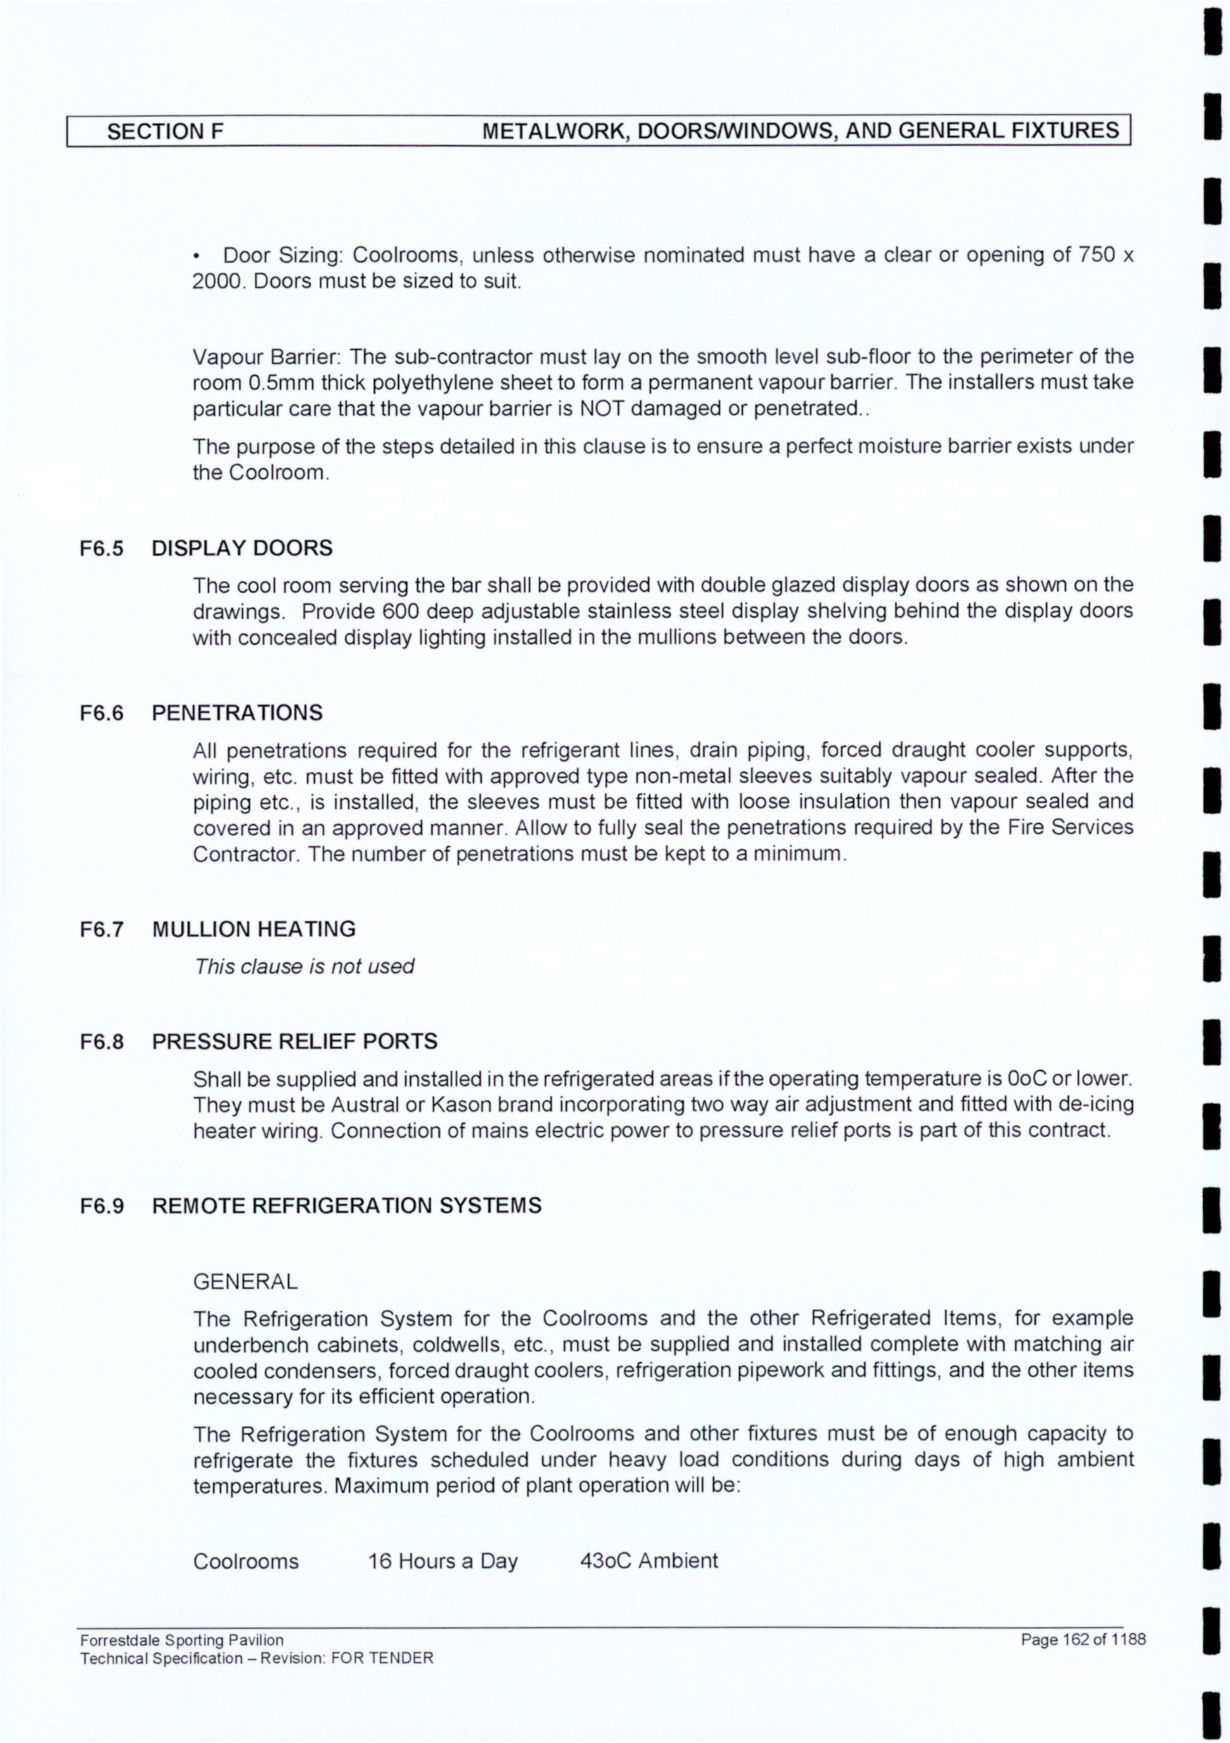 SECTION F METALWORK, DOORS/WINDOWS, AND GENERAL FIXTURES
• Door Sizing: Coolrooms, unless otherwise nominated must have a clear or opening of 750 x
2000. Doors must be sized to suit.
Vapour Barrier: The sub-contractor must lay on the smooth level sub-floor to the perimeter of the
room 0.5mm thick polyethylene sheet to form a permanent vapour barrier. The installers must take
particular care that the vapour barrier is NOT damaged or penetrated..
The purpose of the steps detailed in this clause is to ensure a perfect moisture barrier exists under
the Coolroom.
F6.5 DISPLAY DOORS
The cool room serving the bar shall be provided with double glazed display doors as shown on the
drawings. Provide 600 deep adjustable stainless steel display shelving behind the display doors
with concealed display lighting installed in the mullions between the doors.
F6.6 PENETRATIONS
All penetrations required for the refrigerant lines, drain piping, forced draught cooler supports,
wiring, etc. must be fitted with approved type non-metal sleeves suitably vapour sealed. After the
piping etc., is installed, the sleeves must be fitted with loose insulation then vapour sealed and
covered in an approved manner. Allow to fully seal the penetrations required by the Fire Services
Contractor. The number of penetrations must be kept to a minimum.
F6.7 MULLION HEATING
This clause is not used
F6.8 PRESSURE RELIEF PORTS
Shall be supplied and installed in the refrigerated areas if the operating temperature is 0oC or lower.
They must be Austral or Kason brand incorporating two way air adjustment and fitted with de-icing
heater wiring. Connection of mains electric power to pressure relief ports is part of this contract.
F6.9 REMOTE REFRIGERATION SYSTEMS
GENERAL
The Refrigeration System for the Coolrooms and the other Refrigerated Items, for example
underbench cabinets, coldwells, etc., must be supplied and installed complete with matching air
cooled condensers, forced draught coolers, refrigeration pipework and fittings, and the other items
necessary for its efficient operation.
The Refrigeration System for the Coolrooms and other fixtures must be of enough capacity to
refrigerate the fixtures scheduled under heavy load conditions during days of high ambient
temperatures. Maximum period of plant operation will be:
Coolrooms 16 Hours a Day 43oC Ambient
Forrestdale Sporting Pavilion Page 162 of 1188
Technical Specification – Revision: FOR TENDER